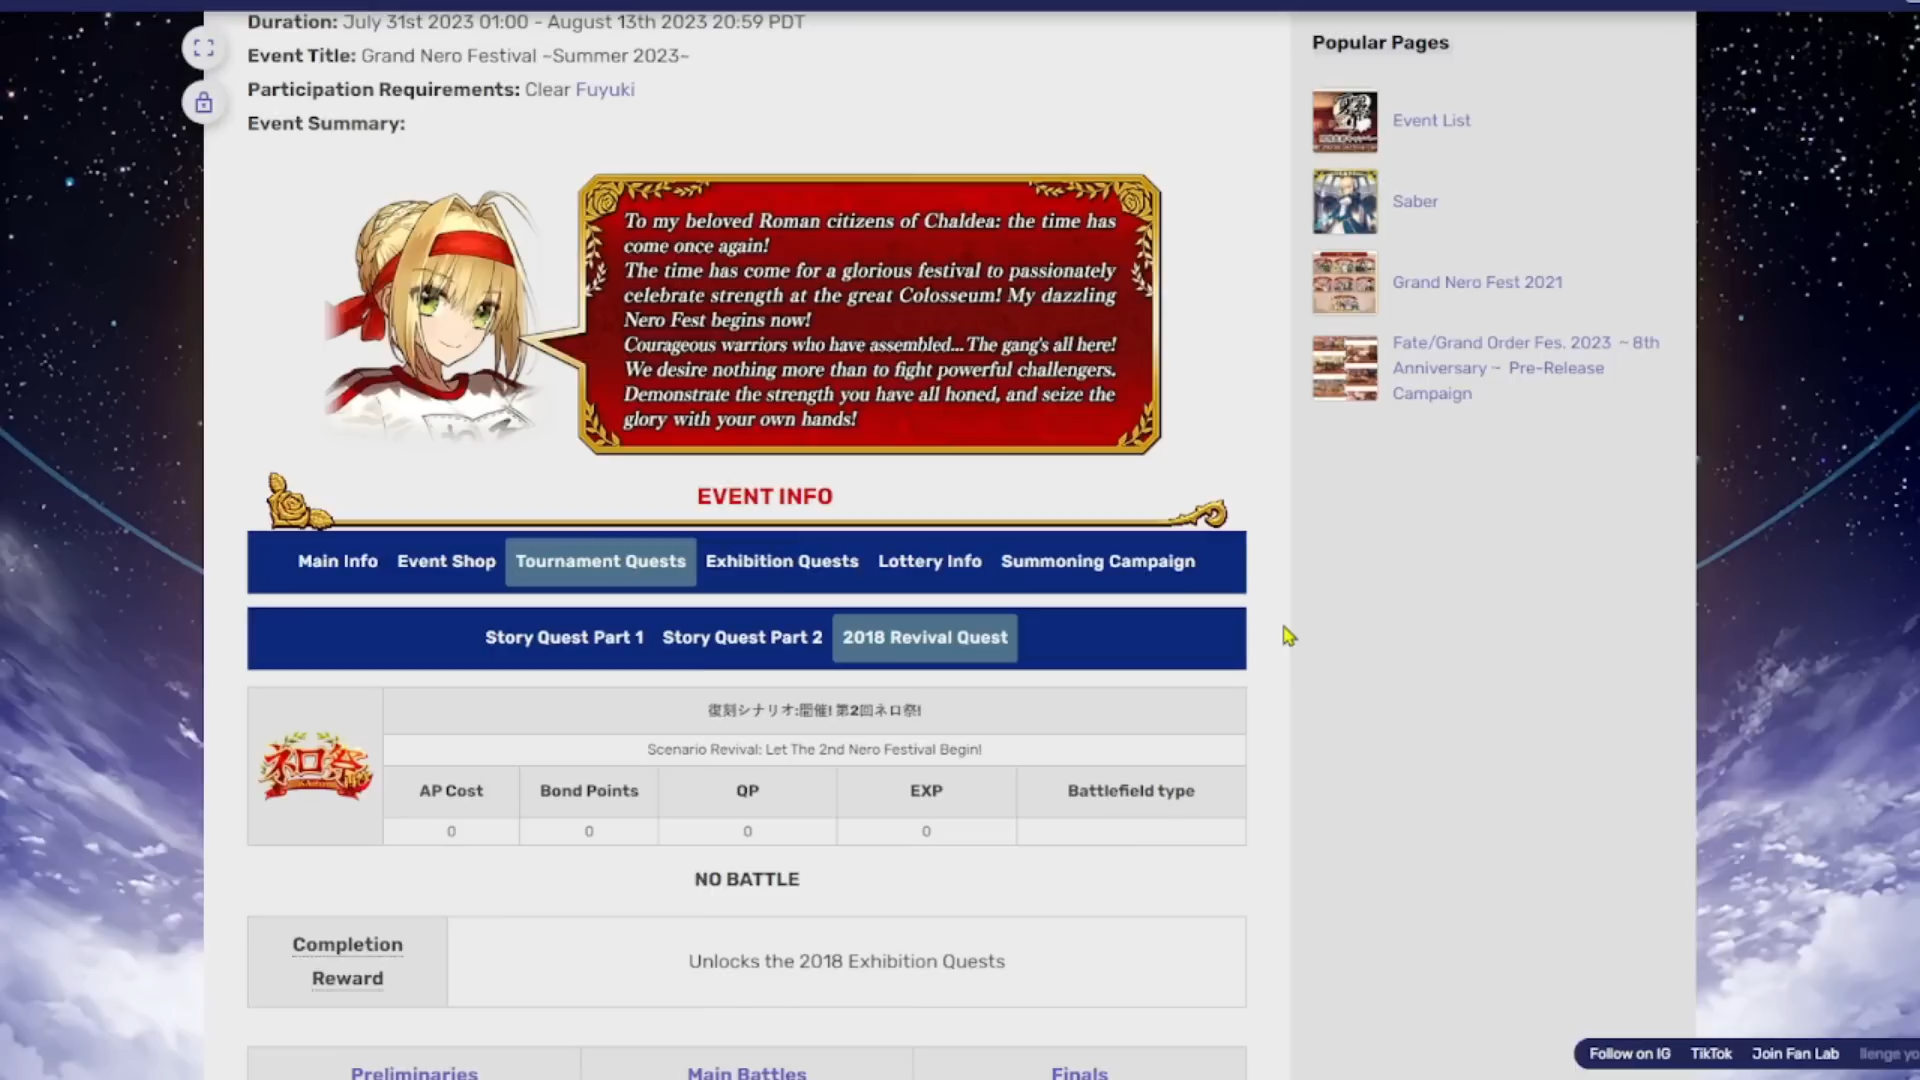 Duration: July 31st 2023 01:00 - August 13th 2023 20:59 PDT
Event Title: Grand Nero Festival ~Summer 2023~
Participation Requirements: Clear Fuyuki
Event Summary:
To my beloved Roman citizens of Chaldea: the time has
come once again!
The time has come for a glorious festival to passionately
celebrate strength at the great Colosseum! My dazzling
Nero Fest begins now!
Courageous warriors who have assembled... The gang's all here!
We desire nothing more than to fight powerful challengers.
Demonstrate the strength you have all honed, and seize the
glory with your own hands!
EVENT INFO
Main Info Event Shop Tournament Quests Exhibition Quests Lottery Info Summoning Campaign
Story Quest Part 1 Story Quest Part 2 2018 Revival Quest
ネロ祭
復刻シナリオ:開催! 第2回ネロ祭!
Scenario Revival: Let The 2nd Nero Festival Begin!
AP Cost Bond Points QP EXP Battlefield type
0 0 0 0
NO BATTLE
Completion
Reward
Unlocks the 2018 Exhibition Quests
Preliminaries Main Battles Finals
Popular Pages
Event List
Saber
Grand Nero Fest 2021
Fate/Grand Order Fes. 2023 ~ 8th
Anniversary ~ Pre-Release
Campaign
Follow on IG TikTok Join Fan Lab